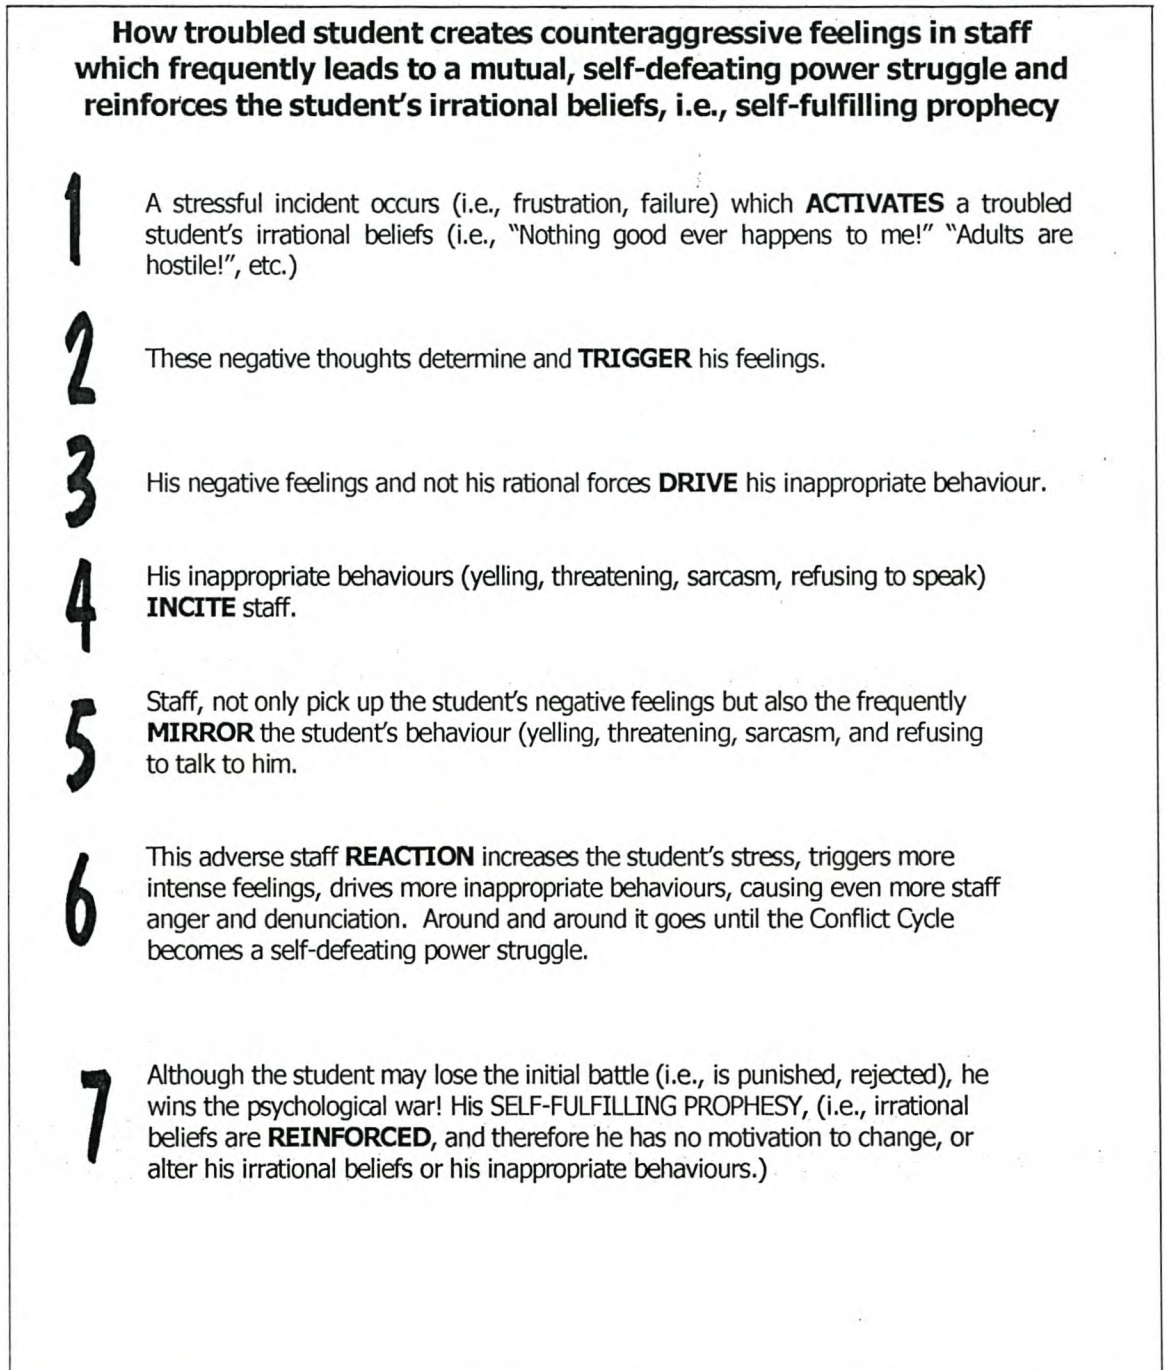 How troubled student creates counteraggressive feelings in staff
which frequently leads to a mutual, self-defeating power struggle and
reinforces the student's irrational beliefs, i.e., self-fulfilling prophecy
1
A stressful incident occurs (i.e., frustration, failure) which ACTIVATES a troubled
student's irrational beliefs (i.e., "Nothing good ever happens to me!" "Adults are
hostile!", etc.)
2
These negative thoughts determine and TRIGGER his feelings.
3
His negative feelings and not his rational forces DRIVE his inappropriate behaviour.
4
His inappropriate behaviours (yelling, threatening, sarcasm, refusing to speak)
INCITE staff.
5
Staff, not only pick up the student's negative feelings but also the frequently
MIRROR the student's behaviour (yelling, threatening, sarcasm, and refusing
to talk to him.
6
This adverse staff REACTION increases the student's stress, triggers more
intense feelings, drives more inappropriate behaviours, causing even more staff
anger and denunciation. Around and around it goes until the Conflict Cycle
becomes a self-defeating power struggle.
7
Although the student may lose the initial battle (i.e., is punished, rejected), he
wins the psychological war! His SELF-FULFILLING PROPHESY, (i.e., irrational
beliefs are REINFORCED, and therefore he has no motivation to change, or
alter his irrational beliefs or his inappropriate behaviours.)